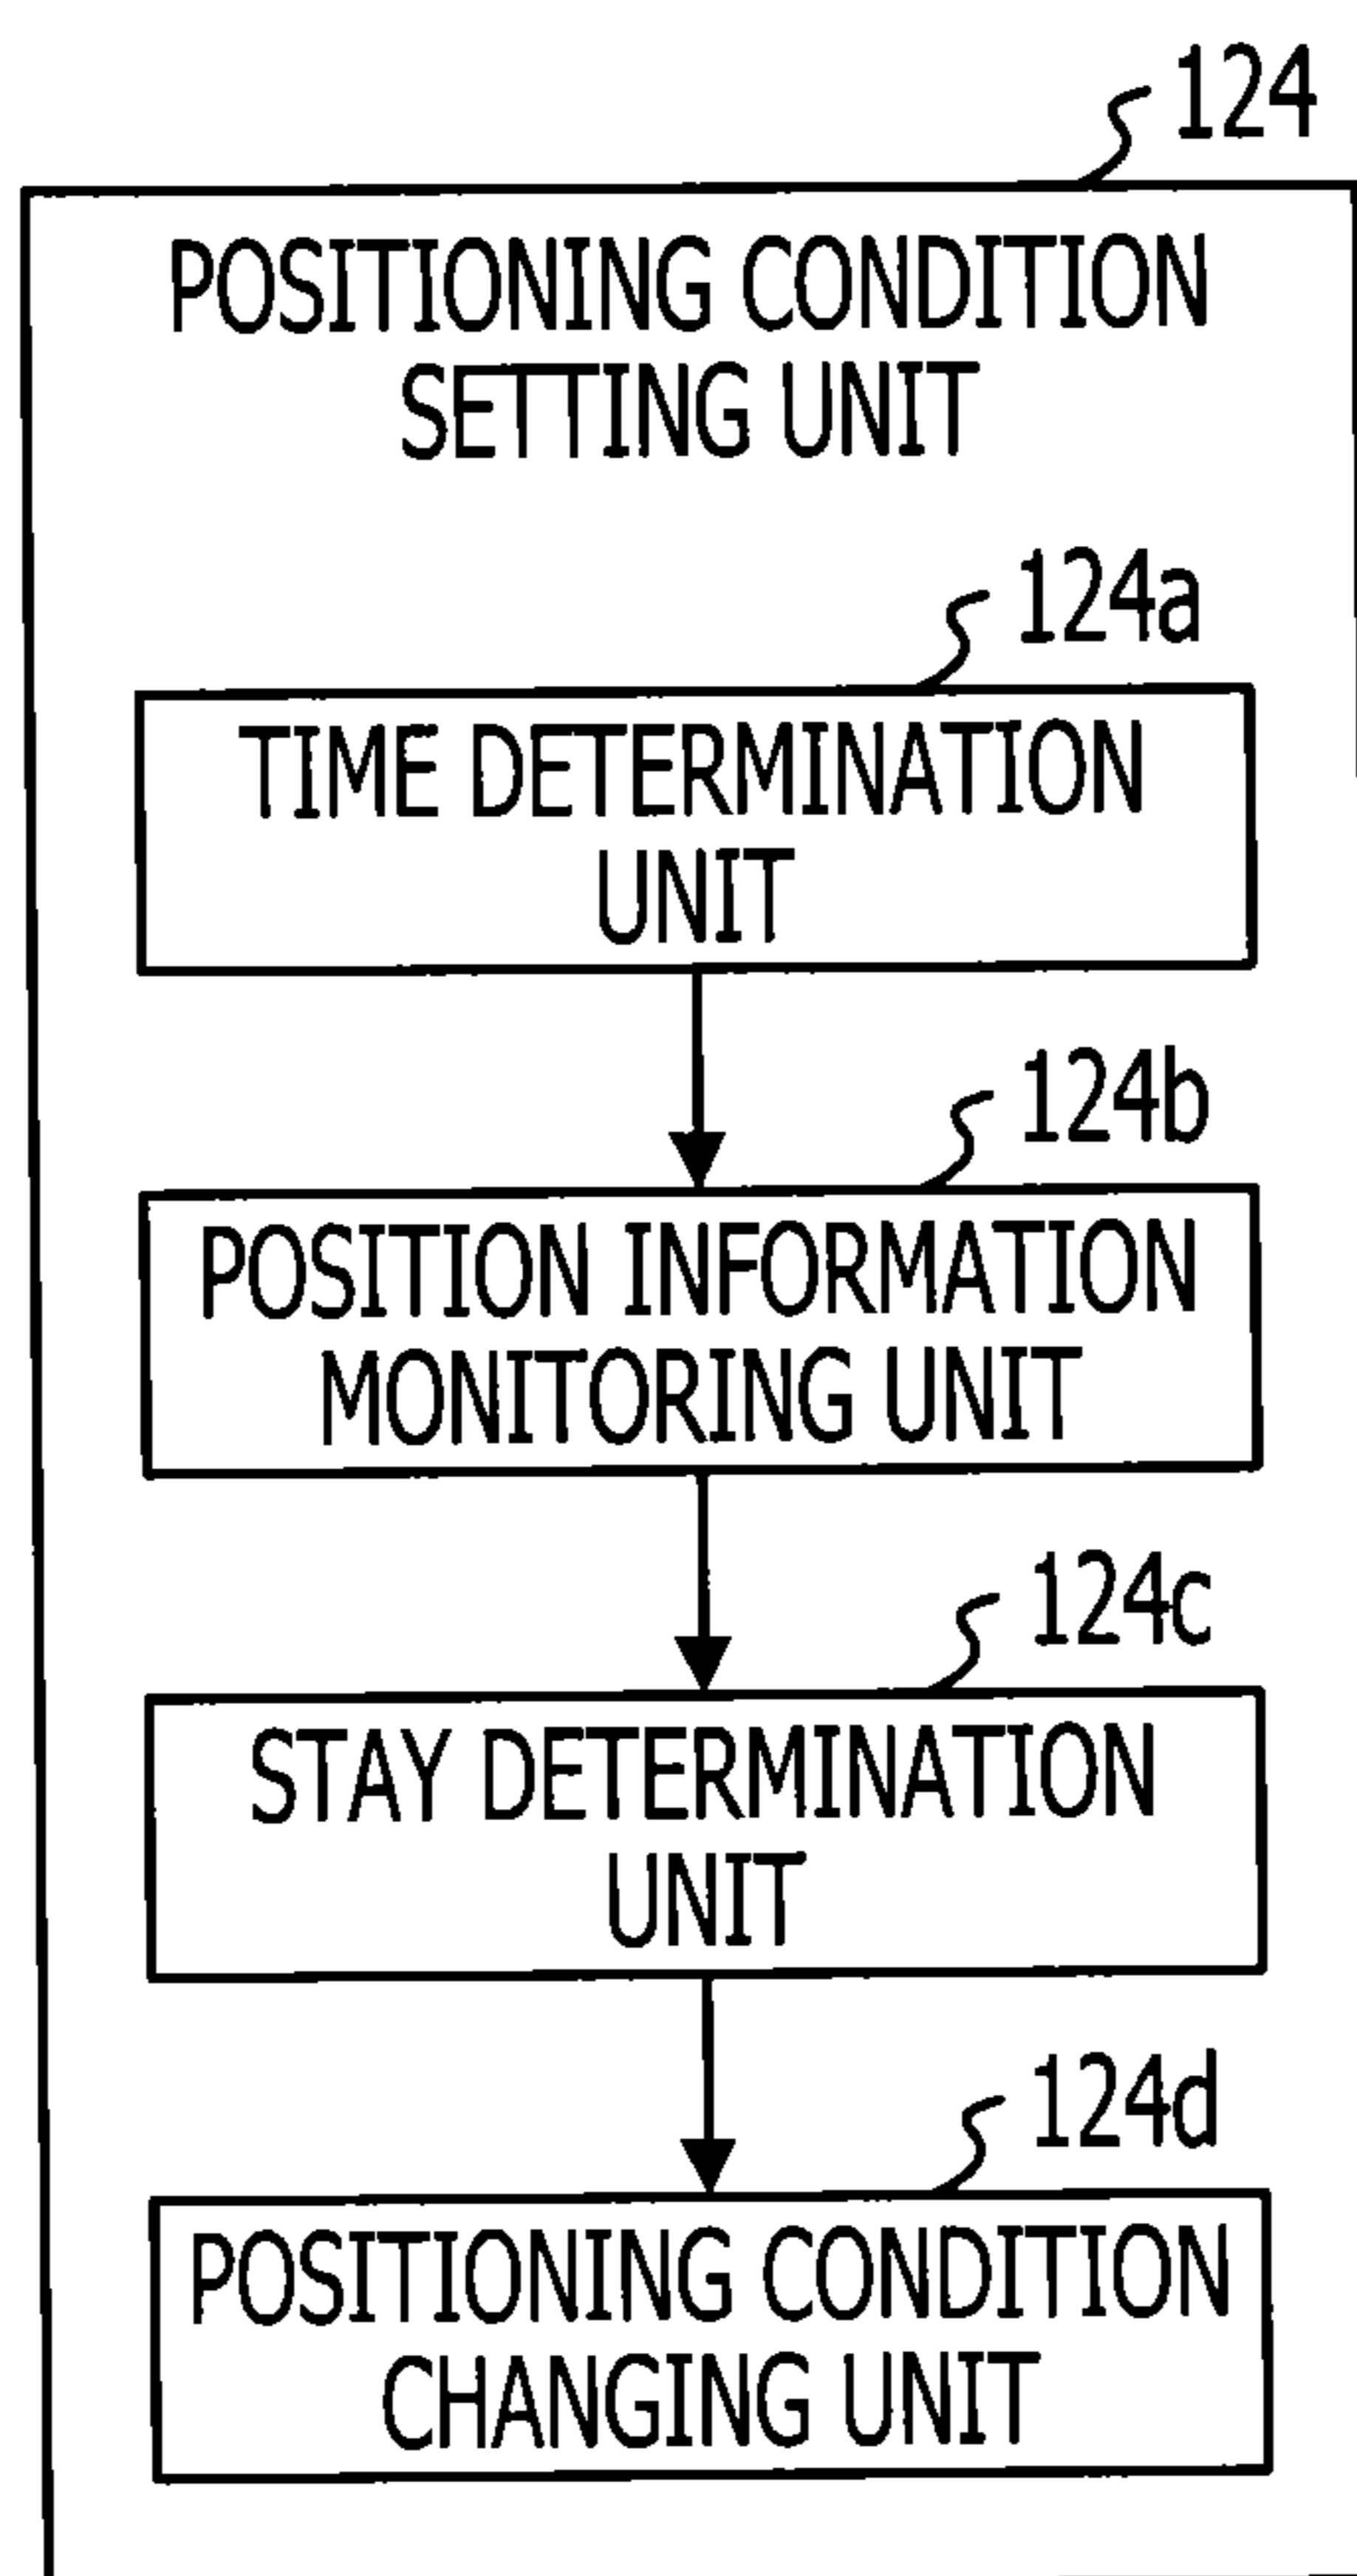 124
POSITIONING CONDITION
SETTING UNIT
124a
TIME DETERMINATION
UNIT
124b
POSITION INFORMATION
MONITORING UNIT
124c
STAY DETERMINATION
UNIT
124d
POSITIONING CONDITION
CHANGING UNIT